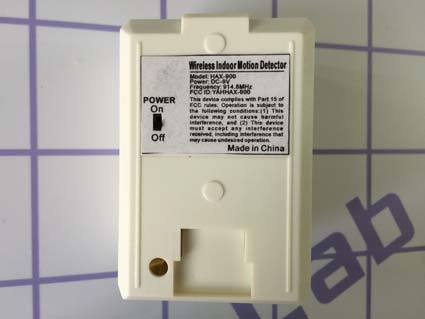 Wireless Indoor Motion Detector
Model: HAX-900
Power: DC-9V
Fraguency: 914.8MHz
FCC ID: YAHHAX-900
POWER
On
Off
This device complies with Part 15 of
FCC rules. Operation is subject to
the following conditions:(1) This
device may not cause harmful
interference, and (2) This device
must accept any interference
received, including interference that
may cause undesired operation.
Made in China
Lab